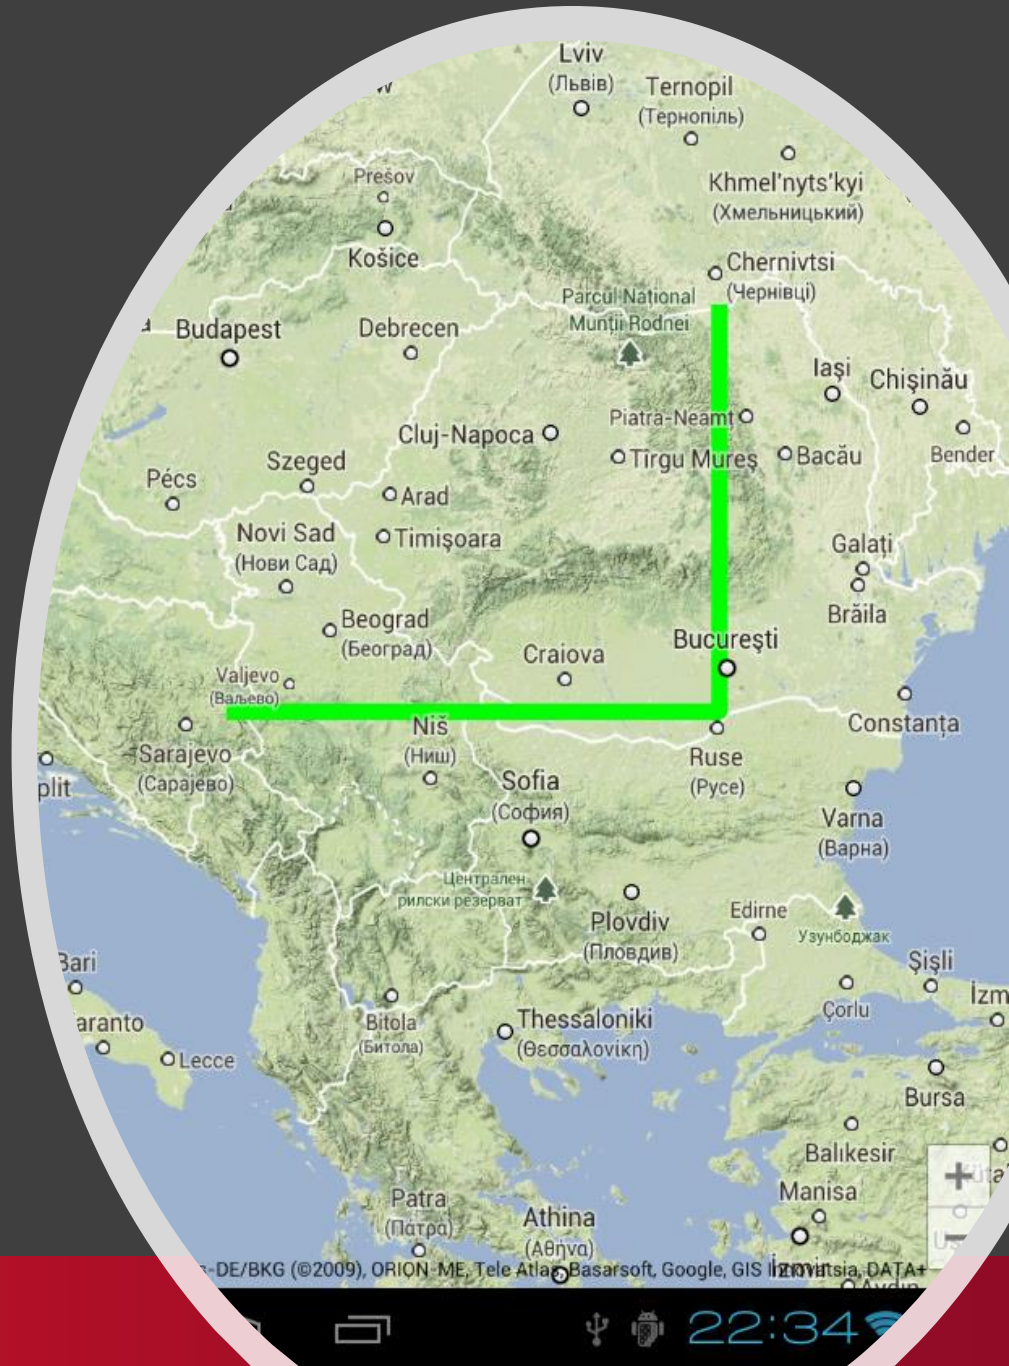 Lviv
(Львів)
Ternopil
(Тернопіль)
Khmel'nyts'kyi
(Хмельницький)
Prešov
Košice
Chernivtsi
(Чернівці)
Parcul Național
Munții Rodnei
Budapest
Debrecen
Iași
Chișinău
Piatra-Neamț
Cluj-Napoca
Tîrgu Mureș
Bacău
Bender
Szeged
Pécs
Arad
Novi Sad
(Нови Сад)
Timișoara
Galați
Brăila
Beograd
(Београд)
București
Craiova
Valjevo
(Ваљево)
Constanța
Niš
(Ниш)
Sarajevo
(Сарајево)
Ruse
(Русе)
plit
Sofia
(София)
Varna
(Варна)
Централен
рилски резерват
Plovdiv
(Пловдив)
Edirne
Узунбоджак
Bari
Şişli
Çorlu
İzm
aranto
Bitola
(Битола)
Thessaloniki
(Θεσσαλονίκη)
Lecce
Bursa
Balıkesir
Manisa
Patra
(Πάτρα)
Athina
(Αθήνα)
İzmir
-DE/BKG (©2009), ORION-ME, Tele Atlas, Basarsoft, Google, GIS Innovatsia, DATA+
Aydın
22:34